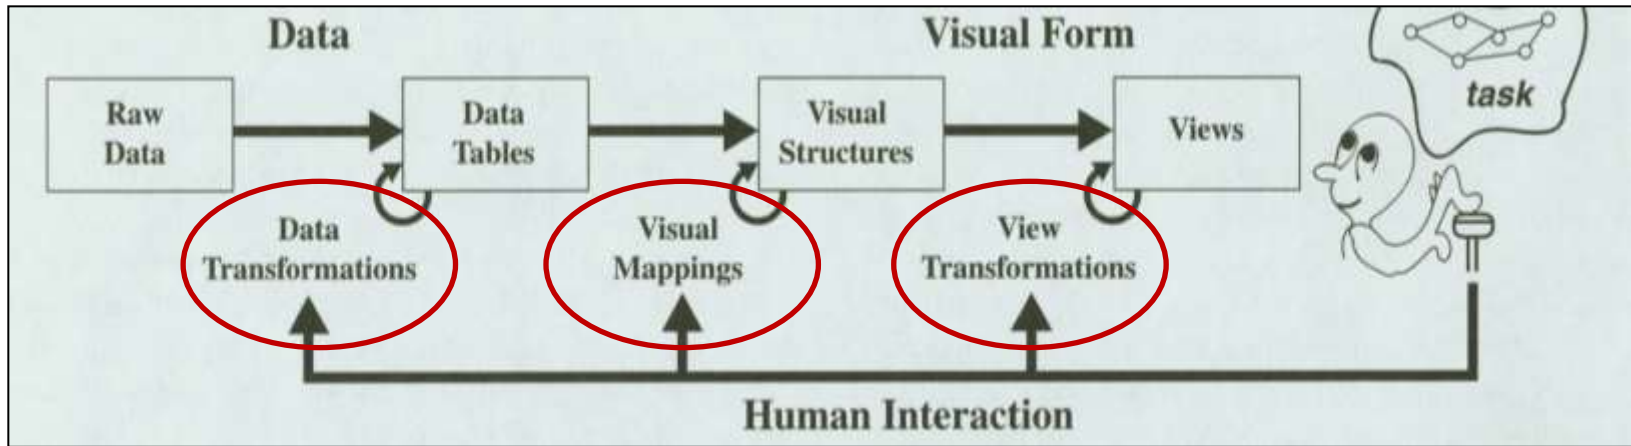 Data
Visual Form
task
Raw
Data
Data
Tables
Visual
Structures
Views
Data
Transformations
Visual
Mappings
View
Transformations
Human Interaction